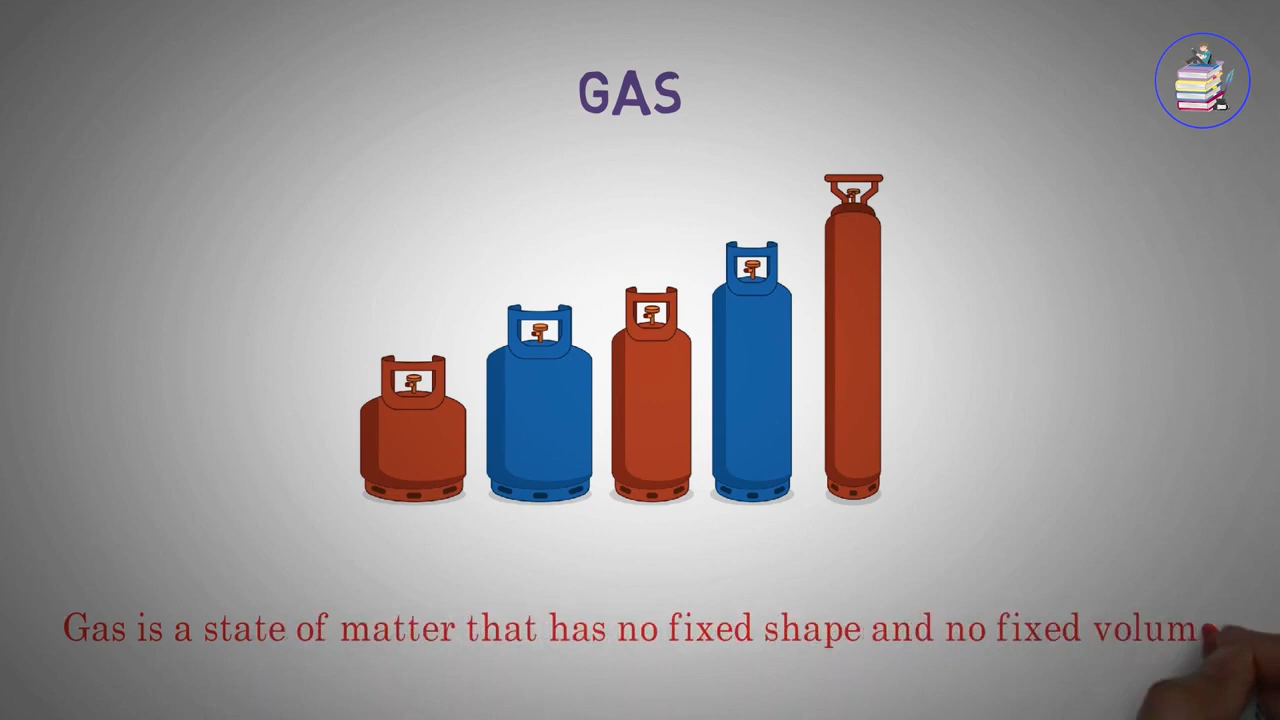 GAS
Gas is a state of matter that has no fixed shape and no fixed volum